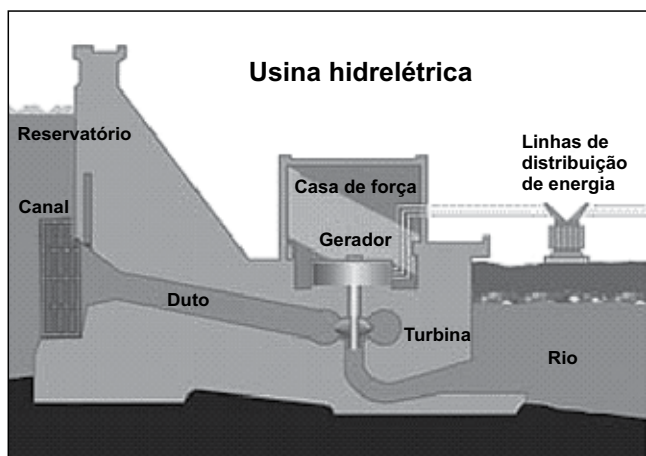 Usina hidrelétrica
Reservatório
Linhas de
distribuição
de energia
Casa de força
Canal
Gerador
Duto
Turbina
Rio